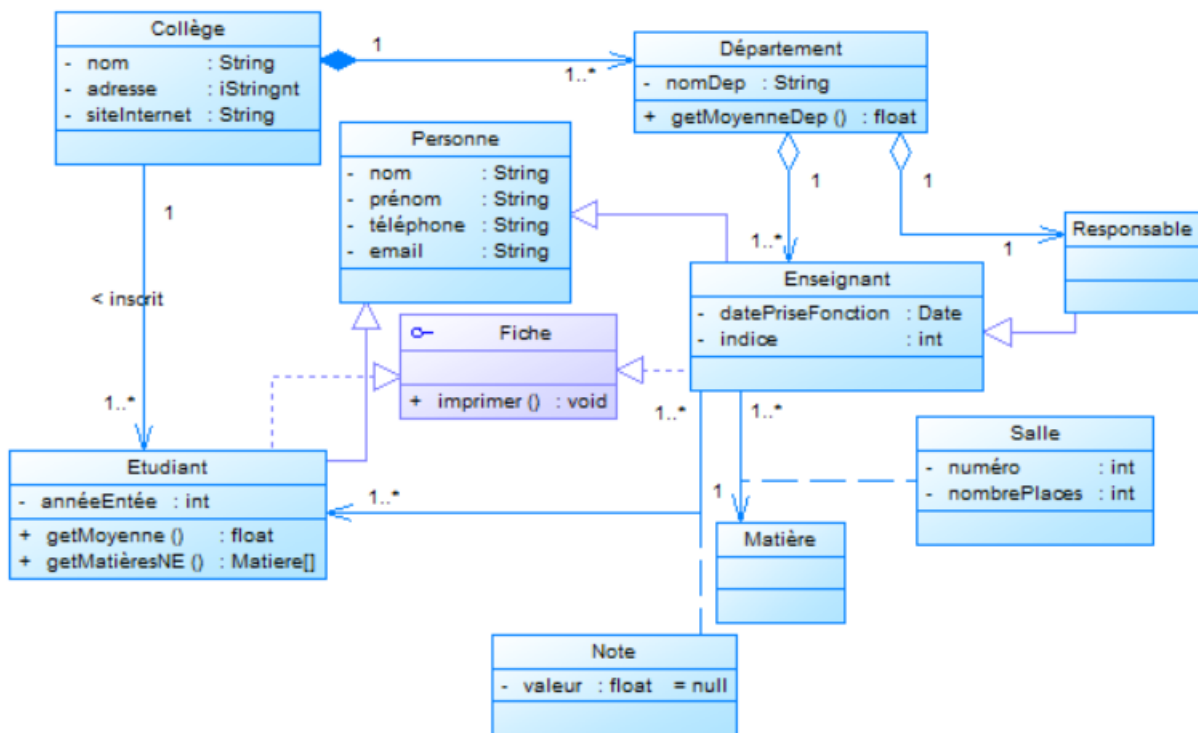 Collège
- nom : String
- adresse : iStringnt
- siteInternet : String
1
1..*
Département
- nomDep : String
+ getMoyenneDep () : float
Personne
- nom : String
- prénom : String
- téléphone : String
- email : String
1
1
1
1..*
1
Responsable
Enseignant
- datePriseFonction : Date
- indice : int
< inscrit
Fiche
+ imprimer () : void
1..*
1..*
1..*
Salle
- numéro : int
- nombrePlaces : int
Etudiant
- annéeEntée : int
+ getMoyenne () : float
+ getMatièresNE () : Matiere[]
1..*
1
Matière
Note
- valeur : float = null